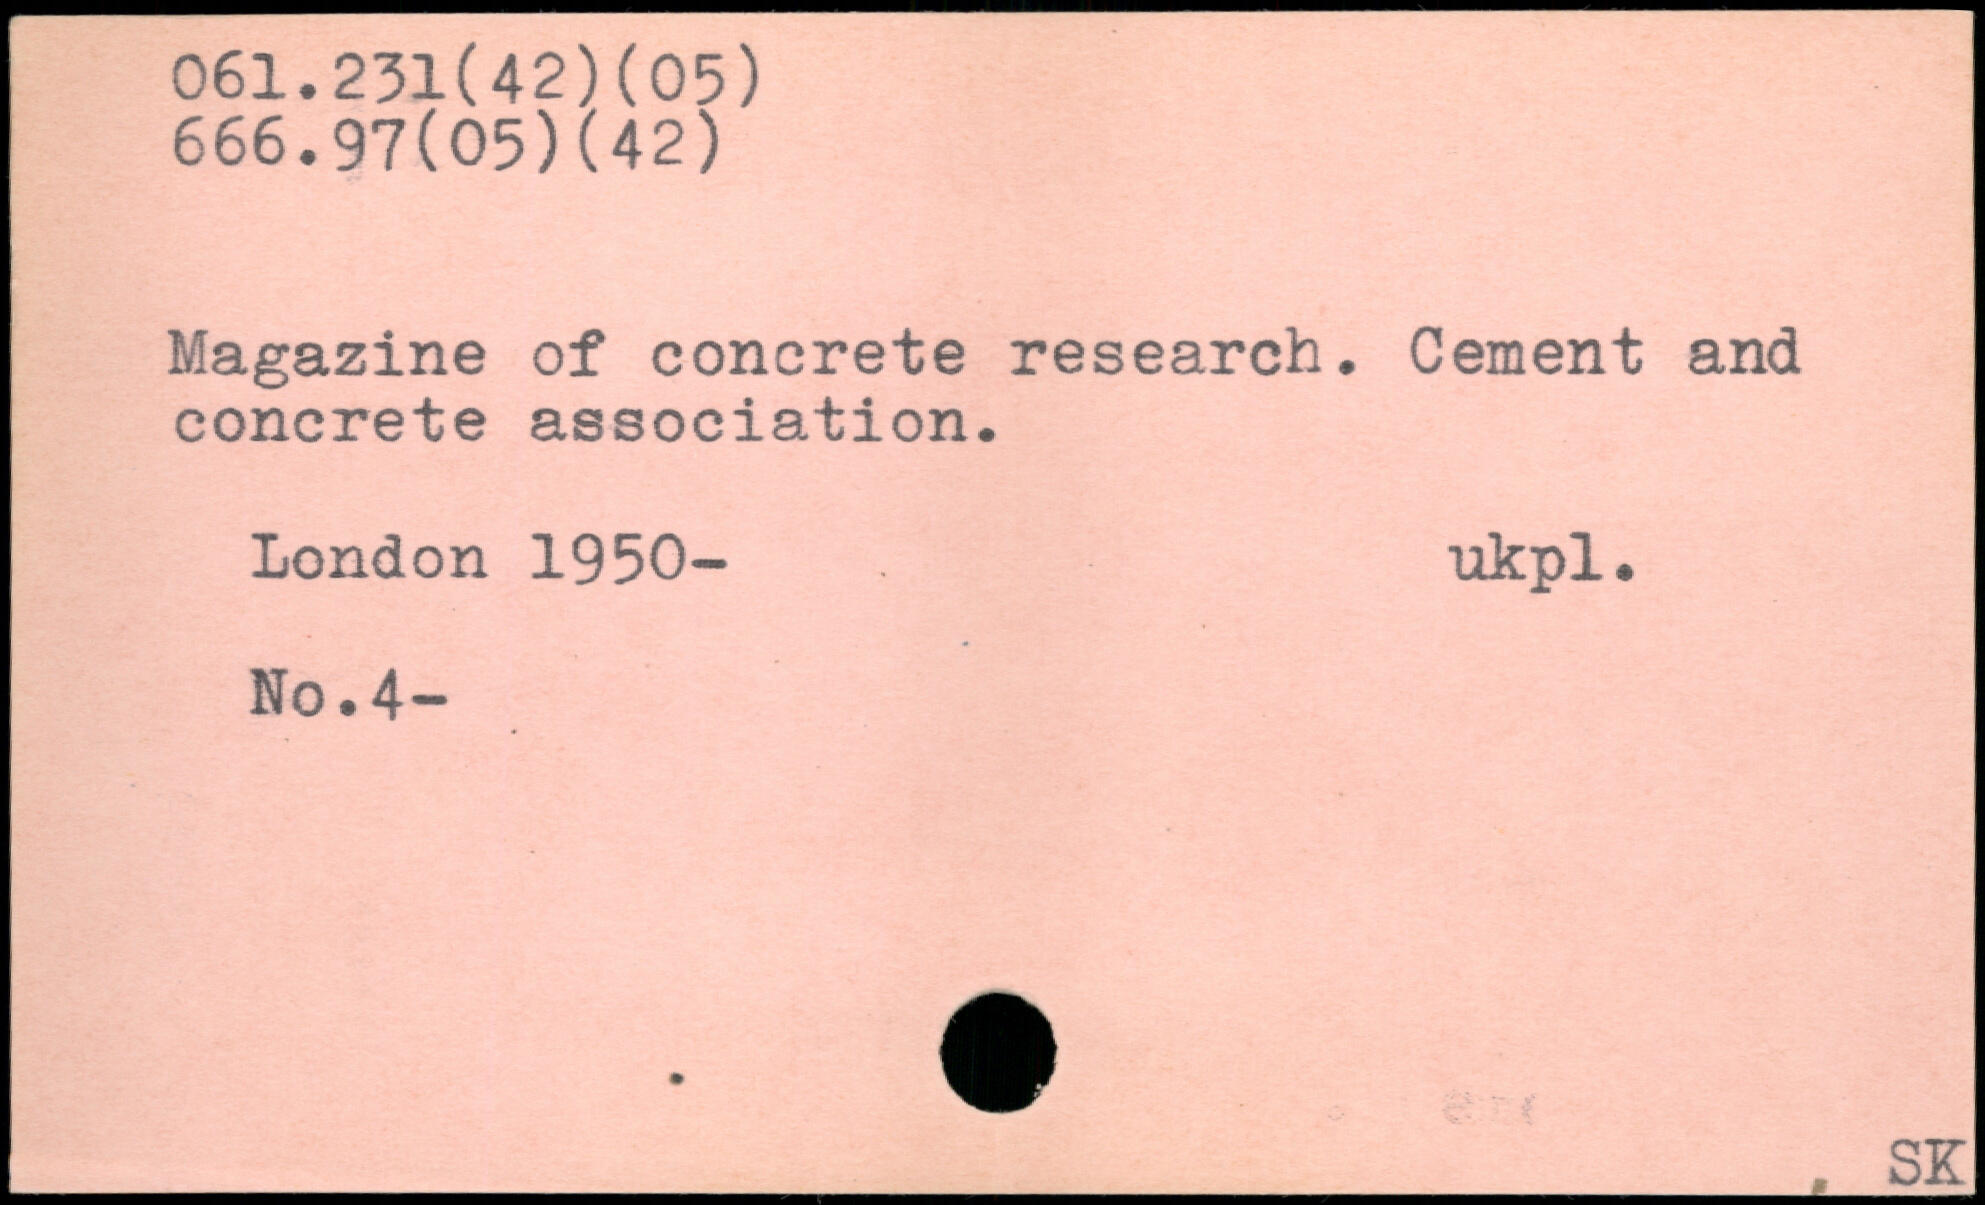 061.231(42)(05)
666.97(05)(42)
Magazine of concrete research. Cement and
concrete association.
London 1950- ukpl.
No.4-
SK